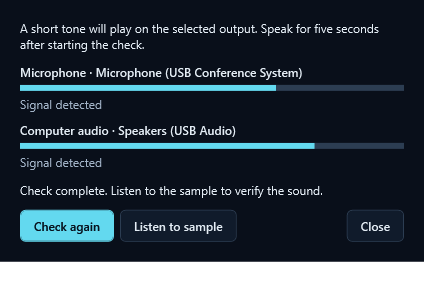 A short tone will play on the selected output. Speak for five seconds
after starting the check.
Microphone · Microphone (USB Conference System)
Signal detected
Computer audio · Speakers (USB Audio)
Signal detected
Check complete. Listen to the sample to verify the sound.
Check again
Listen to sample
Close